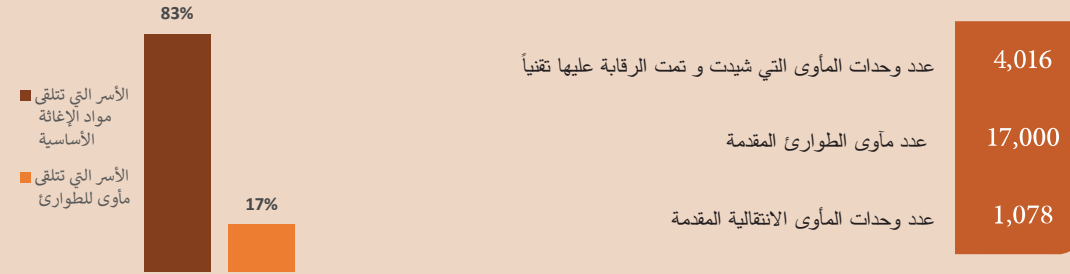 4,016
عدد وحدات المأوى التي شيدت و تمت الرقابة عليها تقنياً
17,000
عدد مآوى الطوارئ المقدمة
1,078
عدد وحدات المأوى الانتقالية المقدمة
83%
17%
الأسر التي تتلقى
مواد الإغاثة
الأساسية
الأسر التي تتلقى
مأوى للطوارئ